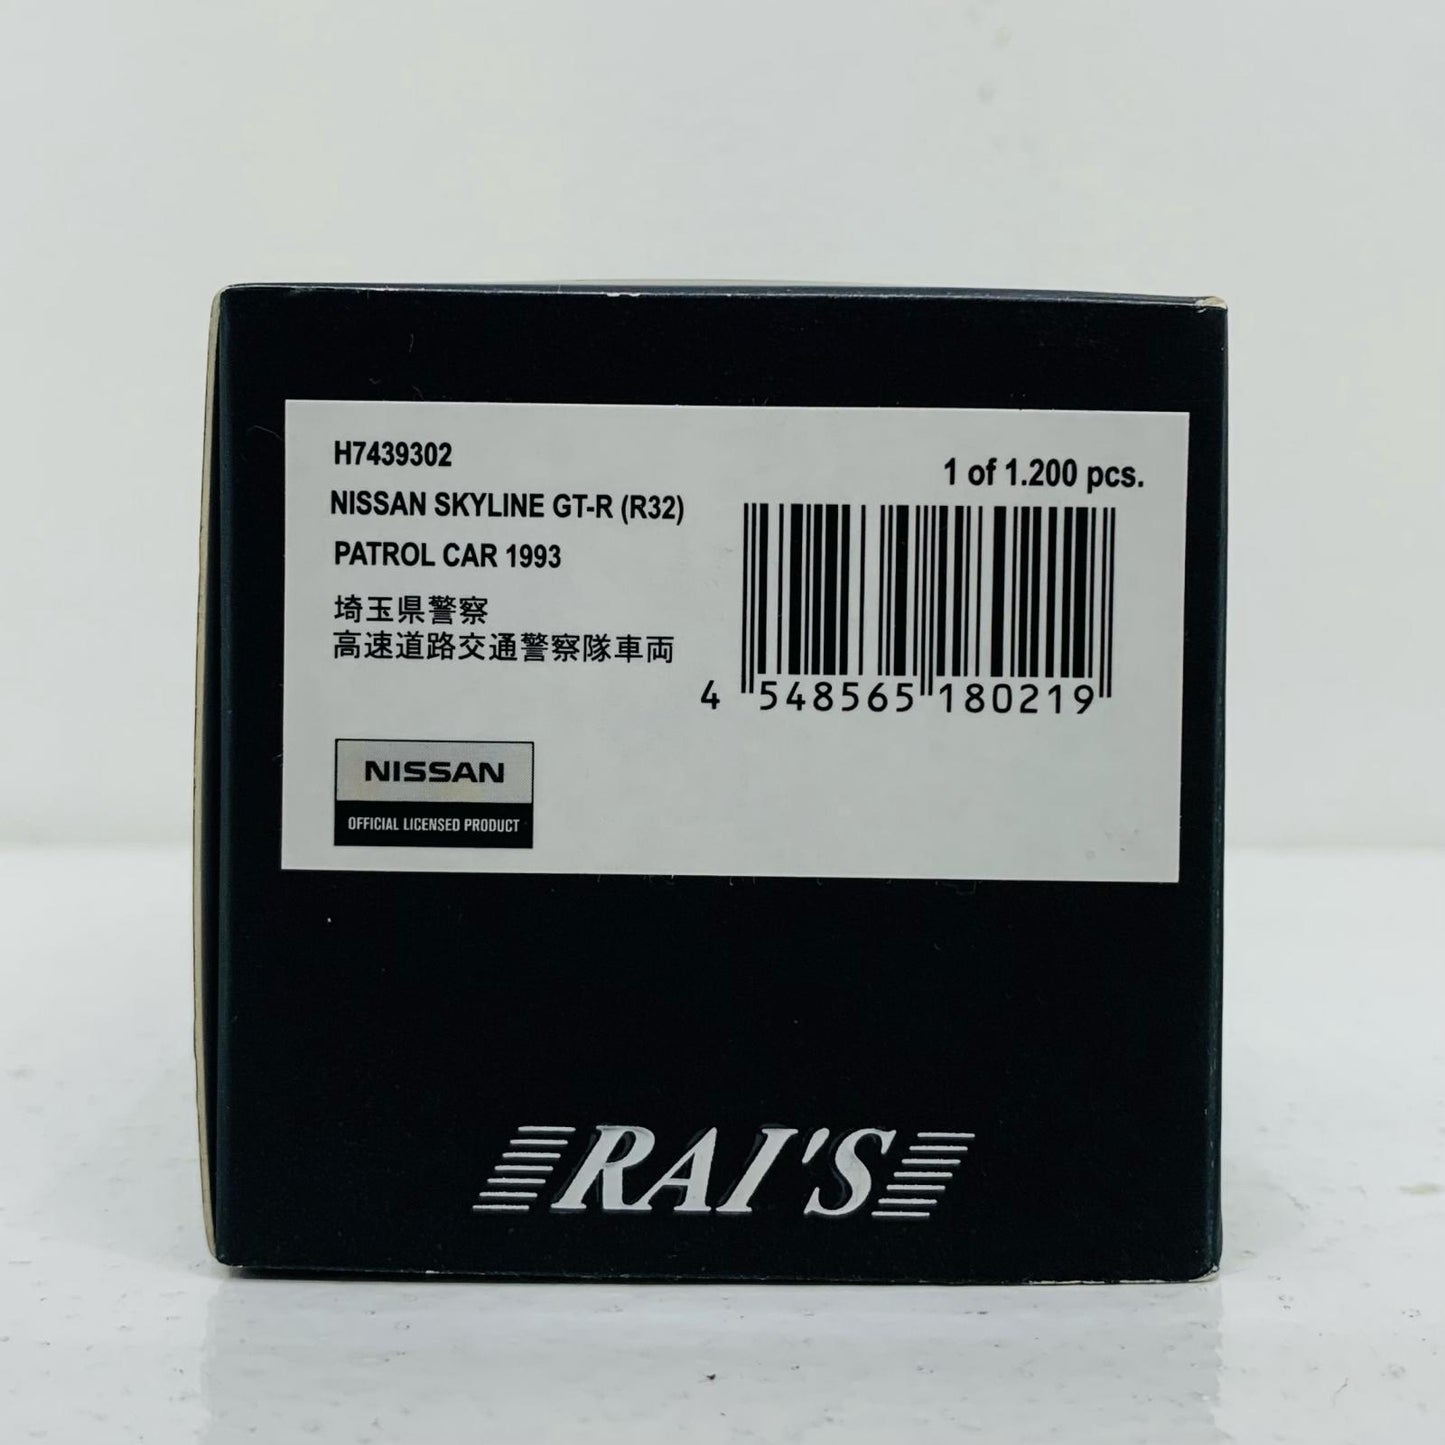 H7439302
1 of 1.200 pcs.
NISSAN SKYLINE GT-R (R32)
PATROL CAR 1993
埼玉県警察
高速道路交通警察隊車両
4 548565 180219
NISSAN
OFFICIAL LICENSED PRODUCT
RAI'S